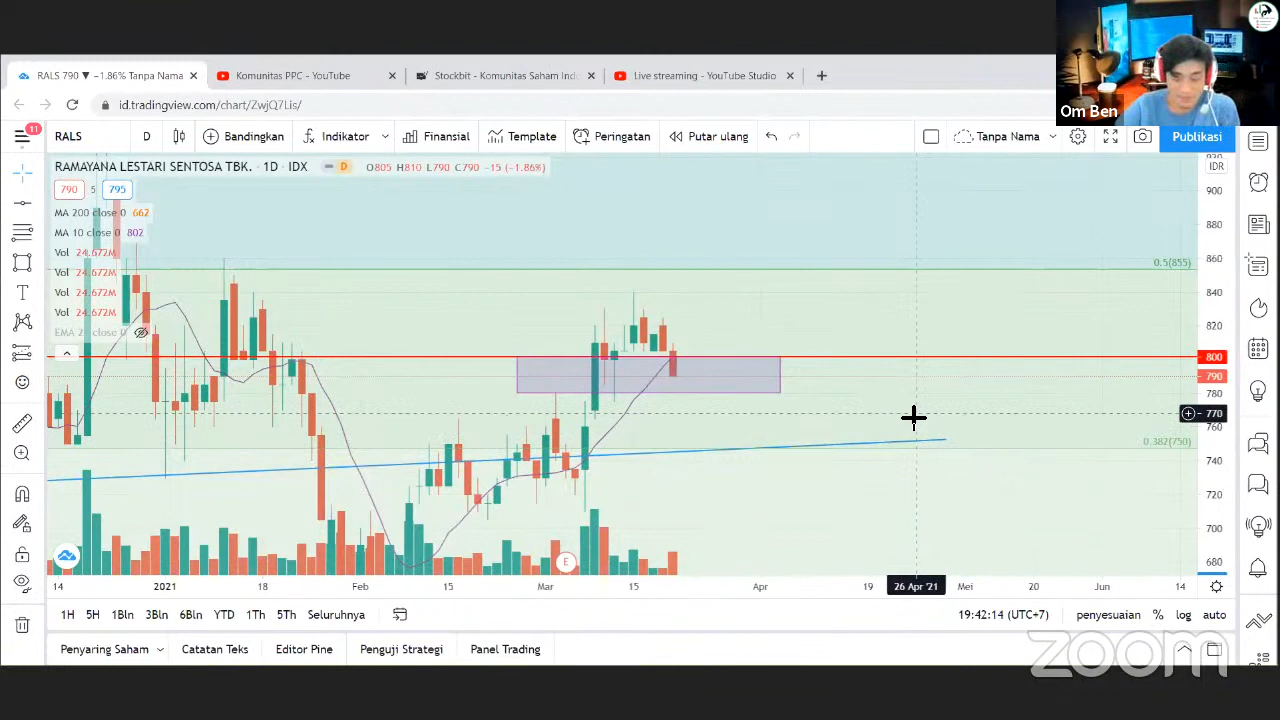 Om Ben
RALS 790 ▼ −1.86% Tanpa Nama
Komunitas PPC - YouTube
Stockbit - Komunitas Saham Ind
Live streaming - YouTube Studio
id.tradingview.com/chart/ZwjQ7Lis/
11
RALS D Bandingkan Indikator Finansial Template Peringatan Putar ulang Tanpa Nama Publikasi
RAMAYANA LESTARI SENTOSA TBK. · 1D · IDX D O805 H810 L790 C790 −15 (−1.86%)
790 5 795
MA 200 close 0 662
MA 10 close 0 802
Vol 24.672M
Vol 24.672M
Vol 24.672M
Vol 24.672M
IDR
900
880
860
840
820
800
790
780
770
760
740
720
700
680
0.5(855)
0.382(750)
E
14 2021 18 Feb 15 Mar 15 Apr 19 26 Apr '21 Mei 20 Jun 14
1H 5H 1Bln 3Bln 6Bln YTD 1Th 5Th Seluruhnya 19:42:14 (UTC+7) penyesuaian % log auto
Penyaring Saham Catatan Teks Editor Pine Penguji Strategi Panel Trading
zoom